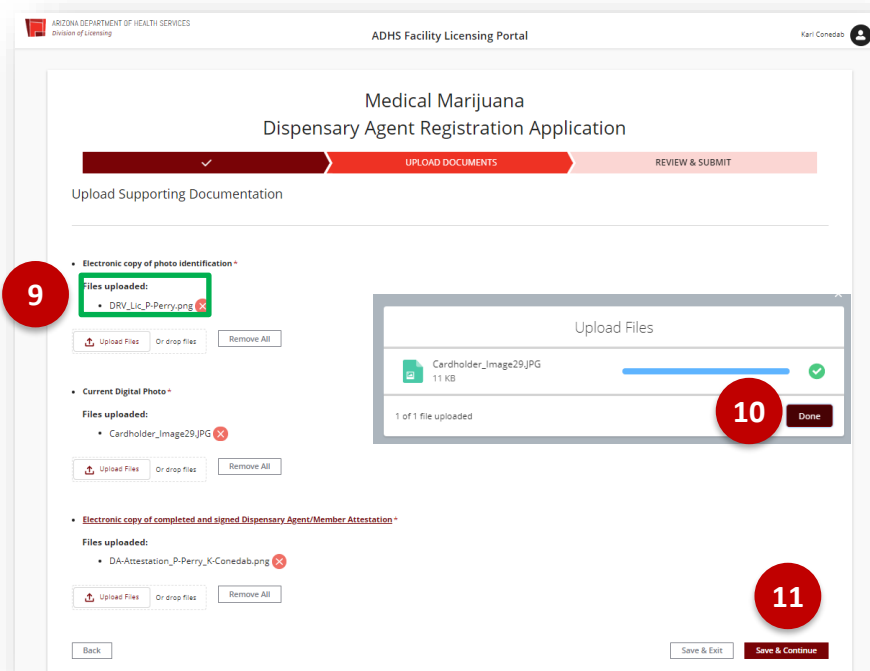 ARIZONA DEPARTMENT OF HEALTH SERVICES
Division of Licensing
ADHS Facility Licensing Portal
Kari Conedab
Medical Marijuana
Dispensary Agent Registration Application
UPLOAD DOCUMENTS
REVIEW & SUBMIT
Upload Supporting Documentation
• Electronic copy of photo identification *
9
Files uploaded:
• DRV_Lic_P-Perry.png
Upload Files Or drop files Remove All
Upload Files
Cardholder_Image29.JPG
11 KB
1 of 1 file uploaded
10
Done
• Current Digital Photo *
Files uploaded:
• Cardholder_Image29.JPG
Upload Files Or drop files Remove All
• Electronic copy of completed and signed Dispensary Agent/Member Attestation *
Files uploaded:
• DA-Attestation_P-Perry_K-Conedab.png
Upload Files Or drop files Remove All
11
Back
Save & Exit
Save & Continue